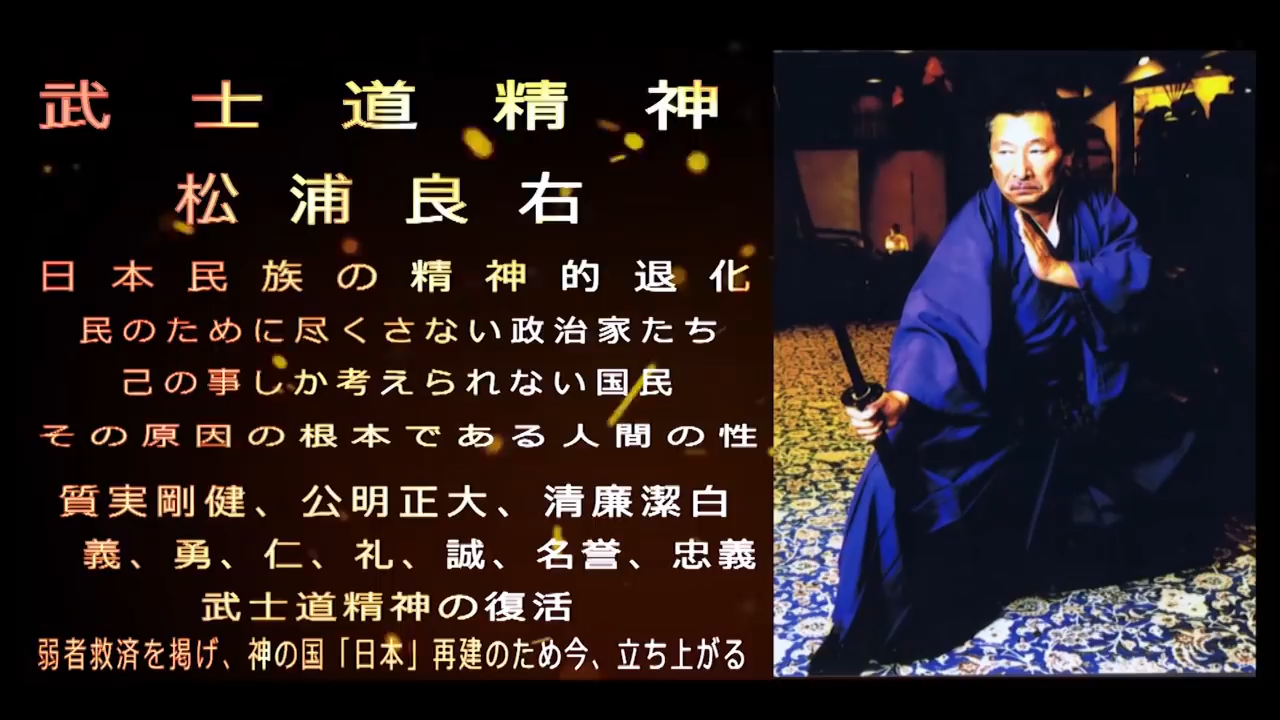 武士道精神
松浦良右
日本民族の精神的退化
民のために尽くさない政治家たち
己の事しか考えられない国民
その原因の根本である人間の性
質実剛健、公明正大、清廉潔白
義、勇、仁、礼、誠、名誉、忠義
武士道精神の復活
弱者救済を掲げ、神の国「日本」再建のため今、立ち上がる